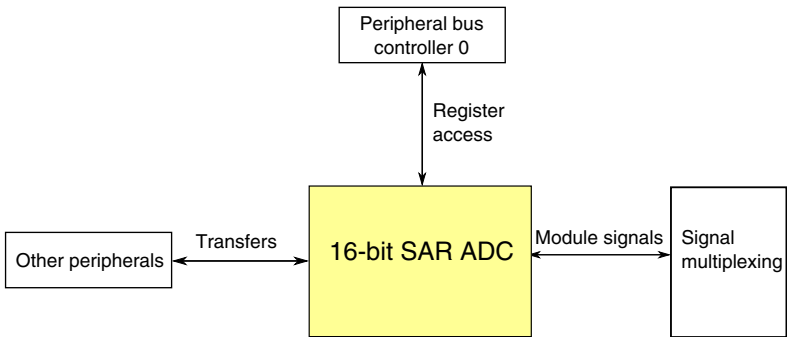 Peripheral bus
controller 0
Register
access
Other peripherals
Transfers
16-bit SAR ADC
Module signals
Signal
multiplexing